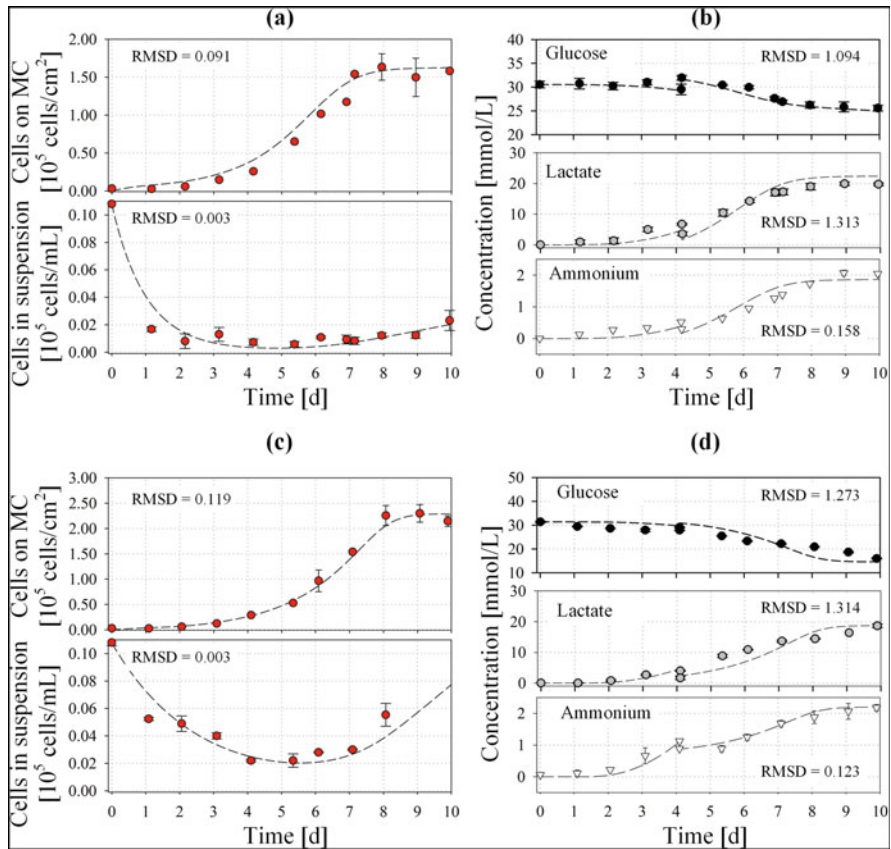 (a)
Cells on MC
[10⁵ cells/cm²]
2.00
1.50
1.00
0.50
0.00
RMSD = 0.091
Cells in suspension
[10⁵ cells/mL]
0.10
0.08
0.06
0.04
0.02
0.00
RMSD = 0.003
0 1 2 3 4 5 6 7 8 9 10
Time [d]
(b)
Concentration [mmol/L]
40
35
30
25
20
Glucose
RMSD = 1.094
30
20
10
0
Lactate
RMSD = 1.313
2
1
0
Ammonium
RMSD = 0.158
0 1 2 3 4 5 6 7 8 9 10
Time [d]
(c)
Cells on MC
[10⁵ cells/cm²]
3.00
2.50
2.00
1.50
1.00
0.50
0.00
RMSD = 0.119
Cells in suspension
[10⁵ cells/mL]
0.10
0.08
0.06
0.04
0.02
0.00
RMSD = 0.003
0 1 2 3 4 5 6 7 8 9 10
Time [d]
(d)
Concentration [mmol/L]
50
40
30
20
10
Glucose
RMSD = 1.273
30
20
10
0
Lactate
RMSD = 1.314
2
1
0
Ammonium
RMSD = 0.123
0 1 2 3 4 5 6 7 8 9 10
Time [d]